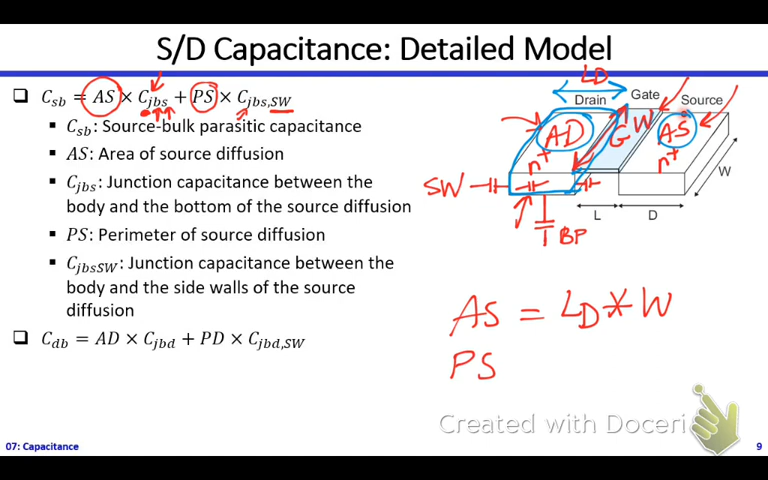 S/D Capacitance: Detailed Model
❑ C_sb = AS × C_jbs + PS × C_jbs,SW
▪ C_sb: Source-bulk parasitic capacitance
▪ AS: Area of source diffusion
▪ C_jbs: Junction capacitance between the
body and the bottom of the source diffusion
▪ PS: Perimeter of source diffusion
▪ C_jbsSW: Junction capacitance between the
body and the side walls of the source
diffusion
❑ C_db = AD × C_jbd + PD × C_jbd,SW
LD
Drain
Gate
Source
AD
G
W
AS
n+
n+
SW
BP
L
D
W
AS = LD * W
PS
Created with Doceri
07: Capacitance
9